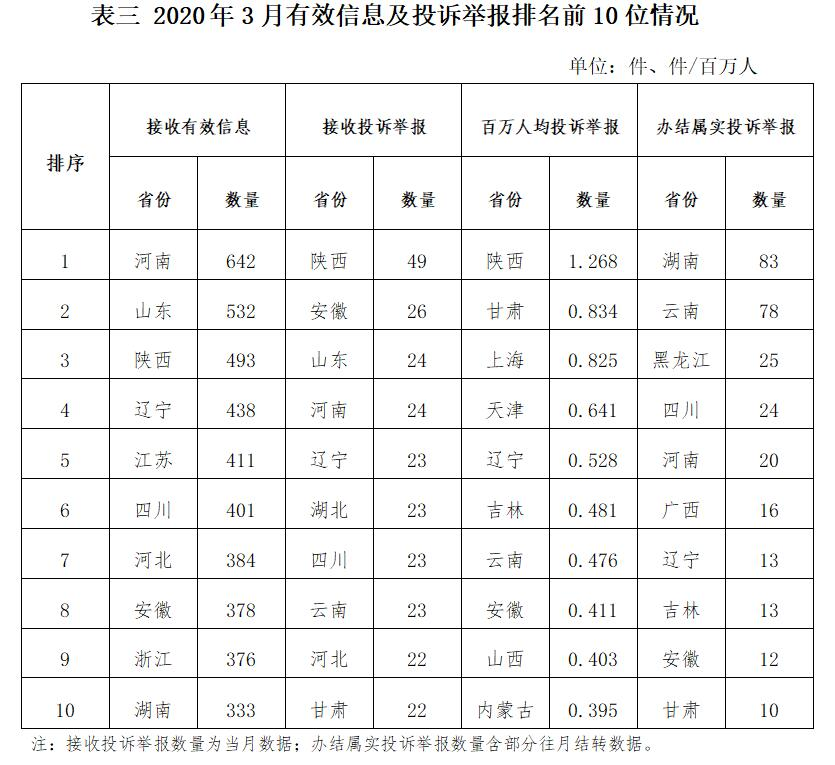 表三 2020年3月有效信息及投诉举报排名前10位情况
单位：件、件/百万人
排序 接收有效信息 接收投诉举报 百万人均投诉举报 办结属实投诉举报
省份 数量 省份 数量 省份 数量 省份 数量
1 河南 642 陕西 49 陕西 1.268 湖南 83
2 山东 532 安徽 26 甘肃 0.834 云南 78
3 陕西 493 山东 24 上海 0.825 黑龙江 25
4 辽宁 438 河南 24 天津 0.641 四川 24
5 江苏 411 辽宁 23 辽宁 0.528 河南 20
6 四川 401 湖北 23 吉林 0.481 广西 16
7 河北 384 四川 23 云南 0.476 辽宁 13
8 安徽 378 云南 23 安徽 0.411 吉林 13
9 浙江 376 河北 22 山西 0.403 安徽 12
10 湖南 333 甘肃 22 内蒙古 0.395 甘肃 10
注：接收投诉举报数量为当月数据；办结属实投诉举报数量含部分往月结转数据。